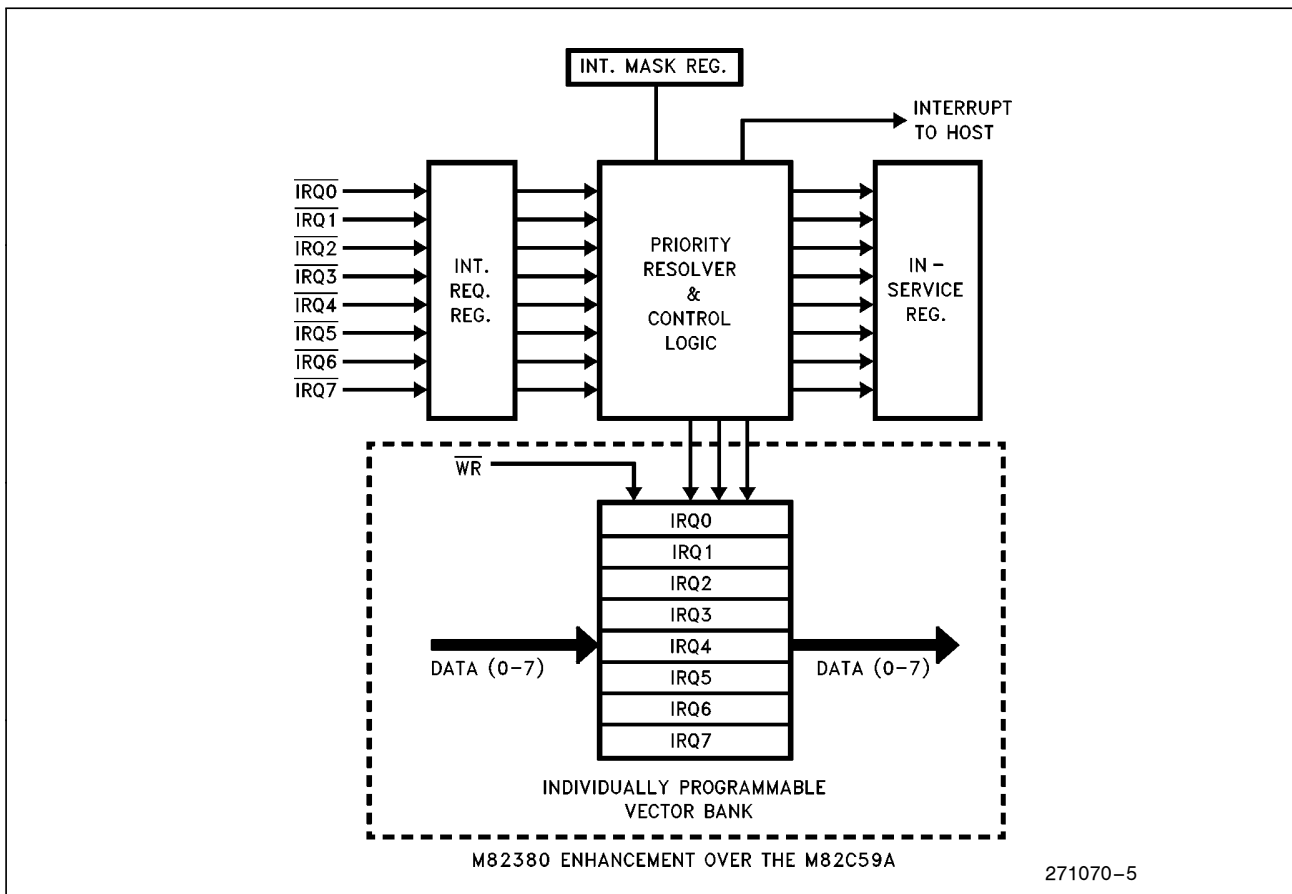 INT. MASK REG.
INTERRUPT
TO HOST
IRQ0
IRQ1
IRQ2
IRQ3
IRQ4
IRQ5
IRQ6
IRQ7
INT.
REQ.
REG.
PRIORITY
RESOLVER
&
CONTROL
LOGIC
IN –
SERVICE
REG.
WR
IRQ0
IRQ1
IRQ2
IRQ3
IRQ4
IRQ5
IRQ6
IRQ7
DATA (0–7)
DATA (0–7)
INDIVIDUALLY PROGRAMMABLE
VECTOR BANK
M82380 ENHANCEMENT OVER THE M82C59A
271070–5